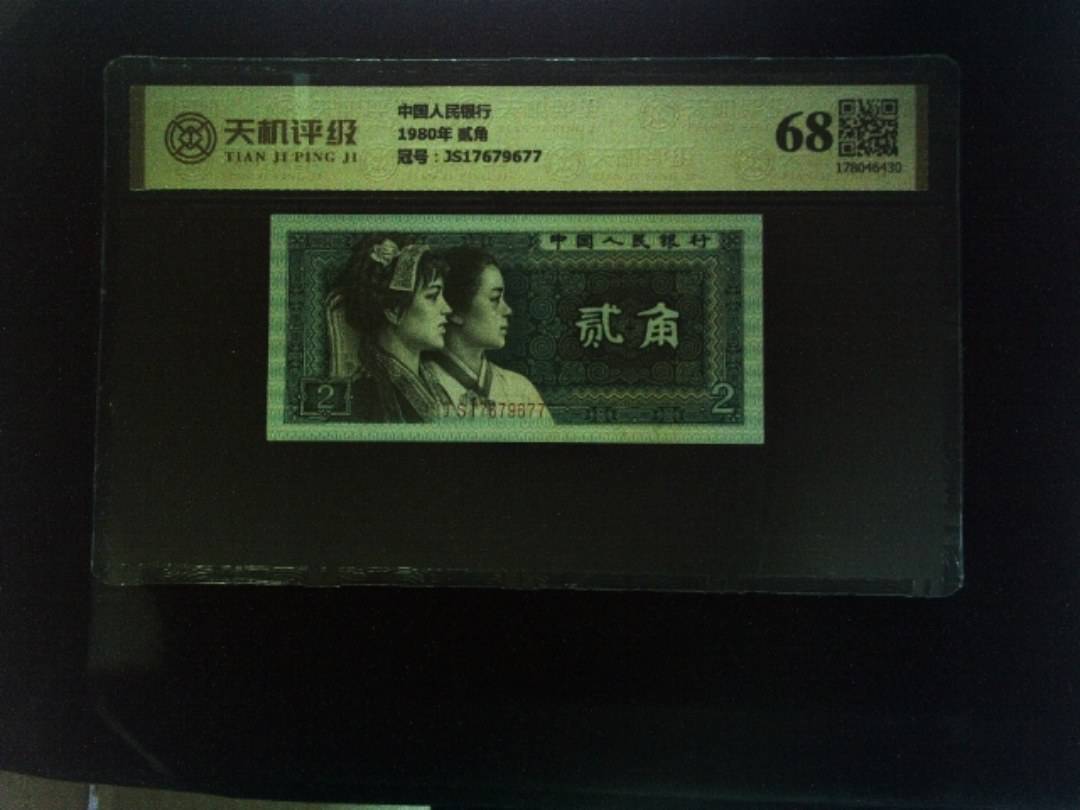 天机评级
TIAN JI PING JI
中国人民银行
1980年 贰角
冠号:JS17679677
68
178046430
中国人民银行
贰角
2
2
JS17679677